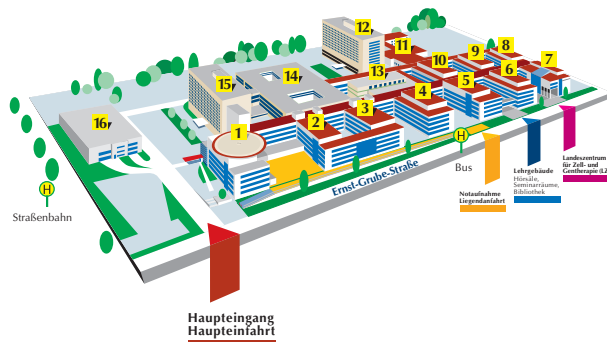 12
8
11
9
7
10
6
13
14
5
15
4
3
2
1
16
H
H
Straßenbahn
Ernst-Grube-Straße
Bus
Notaufnahme
Liegendanfahrt
Lehrgebäude
Hörsäle,
Seminarräume,
Bibliothek
Landeszentrum
für Zell- und
Gentherapie (LZ
Haupteingang
Haupteinfahrt